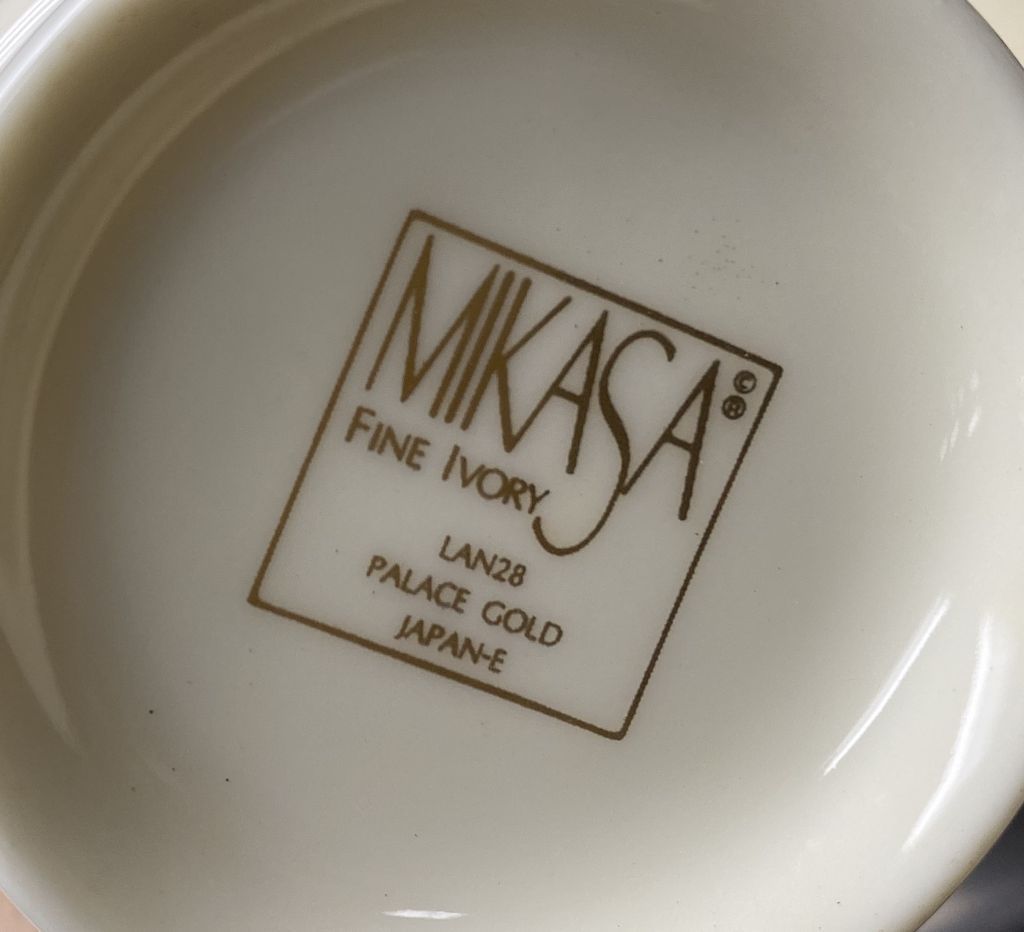 MIKASA ©
®
FINE IVORY
LAN28
PALACE GOLD
JAPAN-E